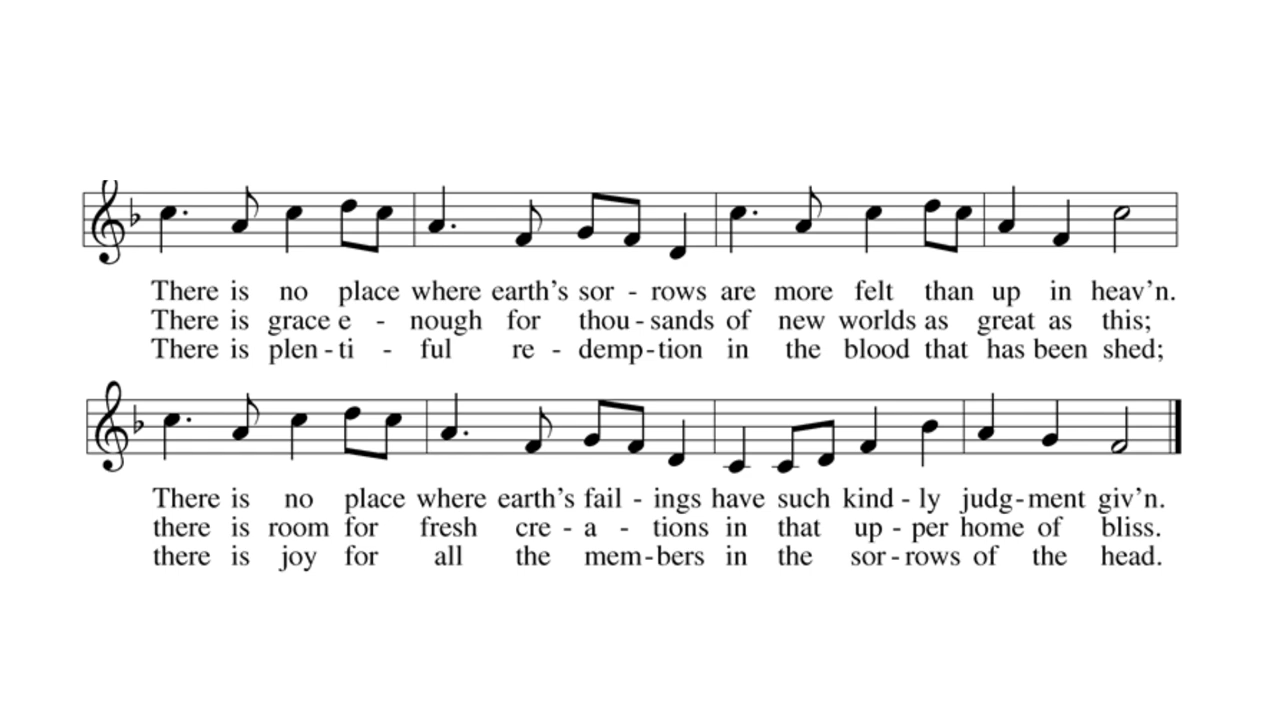 There is no place where earth's sor - rows are more felt than up in heav'n.
There is grace e - nough for thou - sands of new worlds as great as this;
There is plen - ti - ful re - demp - tion in the blood that has been shed;
There is no place where earth's fail - ings have such kind - ly judg - ment giv'n.
there is room for fresh cre - a - tions in that up - per home of bliss.
there is joy for all the mem - bers in the sor - rows of the head.